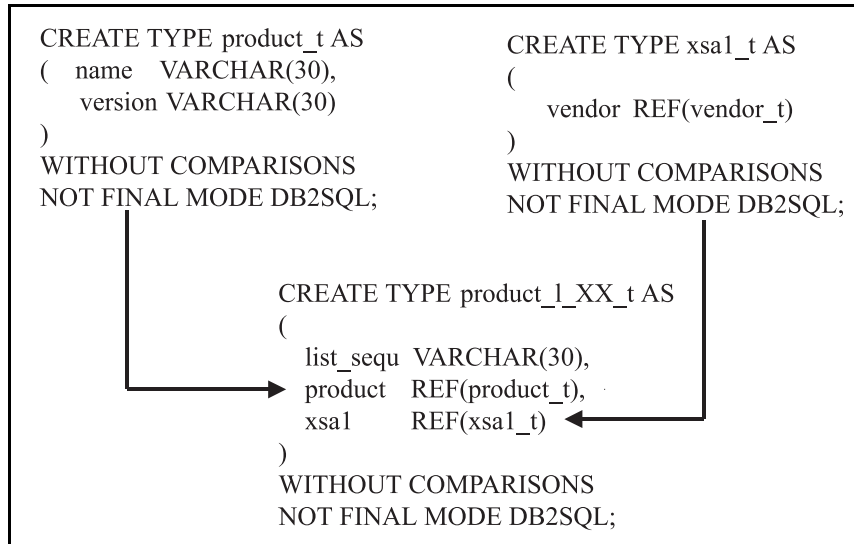 CREATE TYPE product_t AS
( name VARCHAR(30),
version VARCHAR(30)
)
WITHOUT COMPARISONS
NOT FINAL MODE DB2SQL;
CREATE TYPE xsa1_t AS
(
vendor REF(vendor_t)
)
WITHOUT COMPARISONS
NOT FINAL MODE DB2SQL;
CREATE TYPE product_l_XX_t AS
(
list_sequ VARCHAR(30),
product REF(product_t),
xsa1 REF(xsa1_t)
)
WITHOUT COMPARISONS
NOT FINAL MODE DB2SQL;